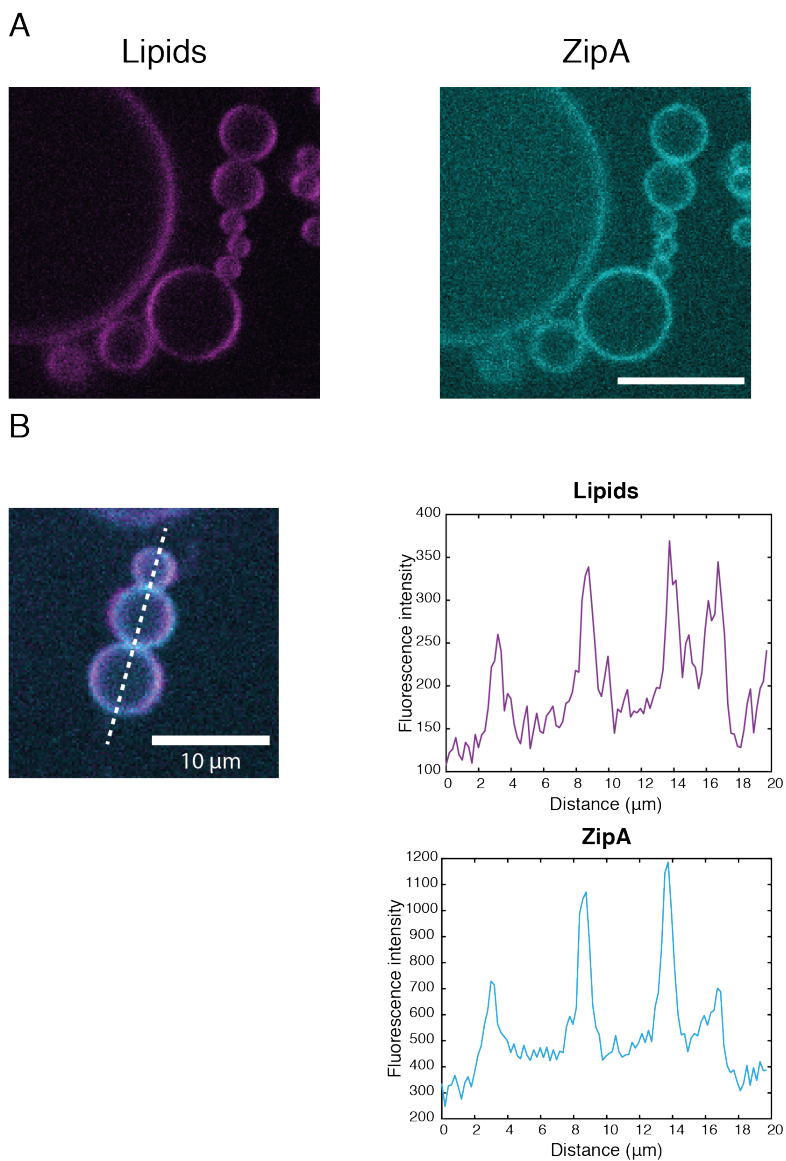 A
Lipids ZipA
B
Lipids
400
350
300
250
200
150
100
Fluorescence intensity
0 2 4 6 8 10 12 14 16 18 20
Distance (µm)
10 µm
ZipA
1200
1100
1000
900
800
700
600
500
400
300
200
Fluorescence intensity
0 2 4 6 8 10 12 14 16 18 20
Distance (µm)